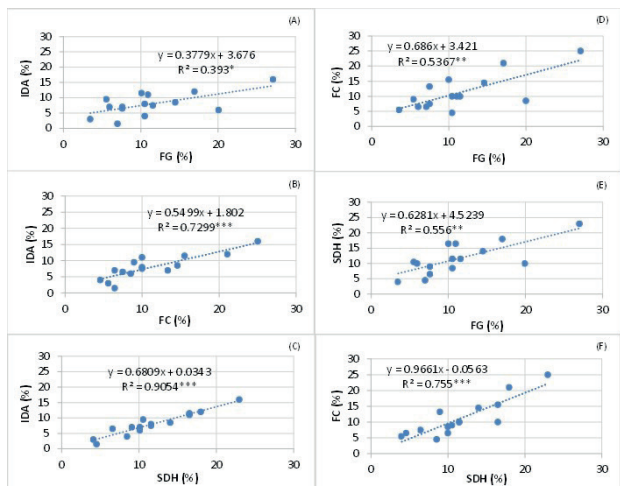 (A)
30
25
20
15
10
5
0
IDA (%)
y = 0.3779x + 3.676
R² = 0.393*
0 10 20 30
FG (%)
(D)
30
25
20
15
10
5
0
FC (%)
y = 0.686x + 3.421
R² = 0.5367**
0 10 20 30
FG (%)
(B)
30
25
20
15
10
5
0
IDA (%)
y = 0.5499x + 1.802
R² = 0.7299***
0 10 20 30
FC (%)
(E)
30
25
20
15
10
5
0
SDH (%)
y = 0.6281x + 4.5239
R² = 0.556**
0 10 20 30
FG (%)
(C)
30
25
20
15
10
5
0
IDA (%)
y = 0.6809x + 0.0343
R² = 0.9054***
0 10 20 30
SDH (%)
(F)
30
25
20
15
10
5
0
FC (%)
y = 0.9661x - 0.0563
R² = 0.755***
0 10 20 30
SDH (%)